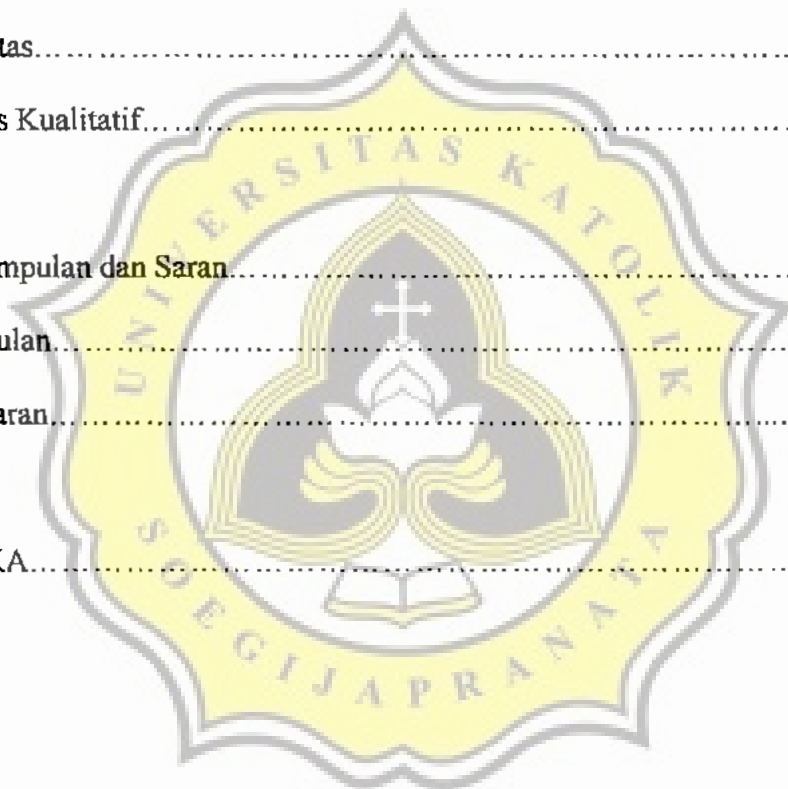 tas
s Kualitatif
mpulan dan Saran
ulan
aran
KA
UNIVERSITAS KATOLIK
SOEGIJAPRANATA